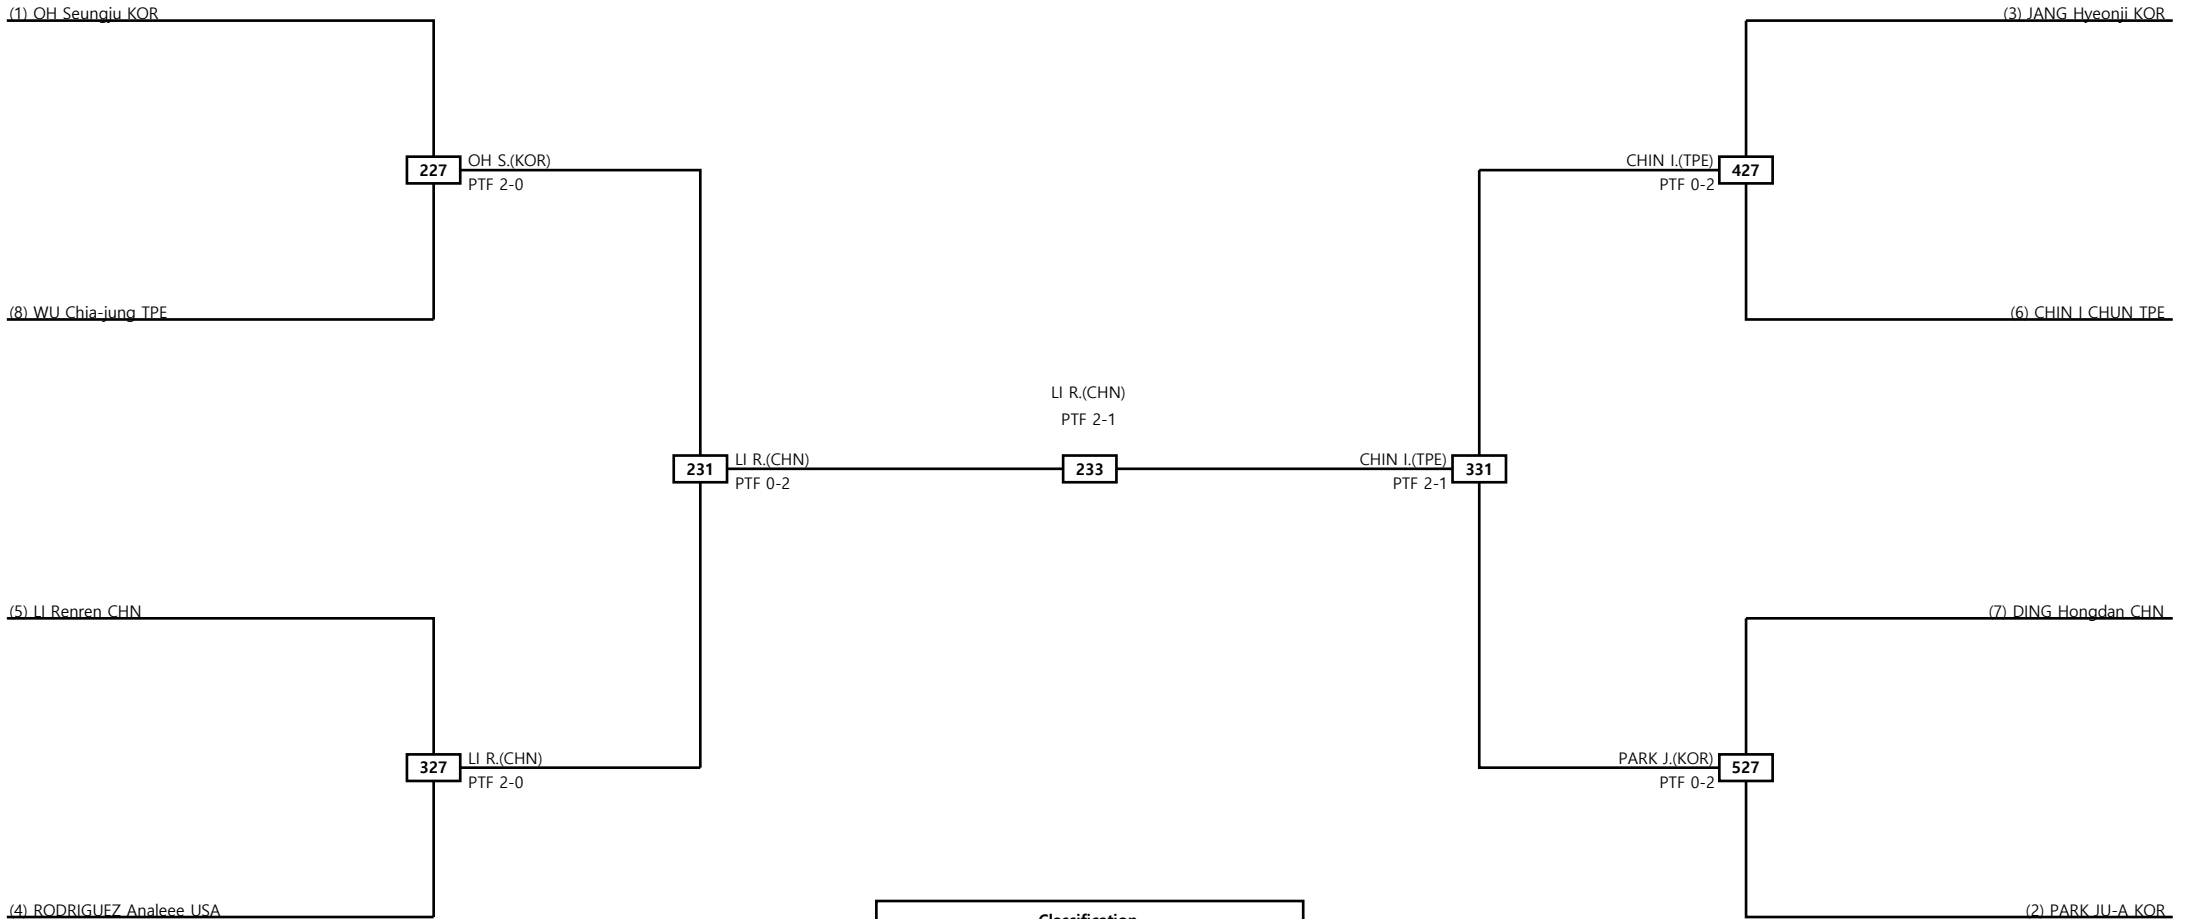 (1) OH Seungju KOR
(3) JANG Hyeonji KOR
OH S.(KOR)
227
PTF 2-0
CHIN I.(TPE)
427
PTF 0-2
(8) WU Chia-jung TPE
(6) CHIN I CHUN TPE
LI R.(CHN)
PTF 2-1
LI R.(CHN)
231
PTF 0-2
233
CHIN I.(TPE)
331
PTF 2-1
(5) LI Renren CHN
(7) DING Hongdan CHN
LI R.(CHN)
327
PTF 2-0
PARK J.(KOR)
527
PTF 0-2
(4) RODRIGUEZ Analeee USA
(2) PARK JU-A KOR
Classification